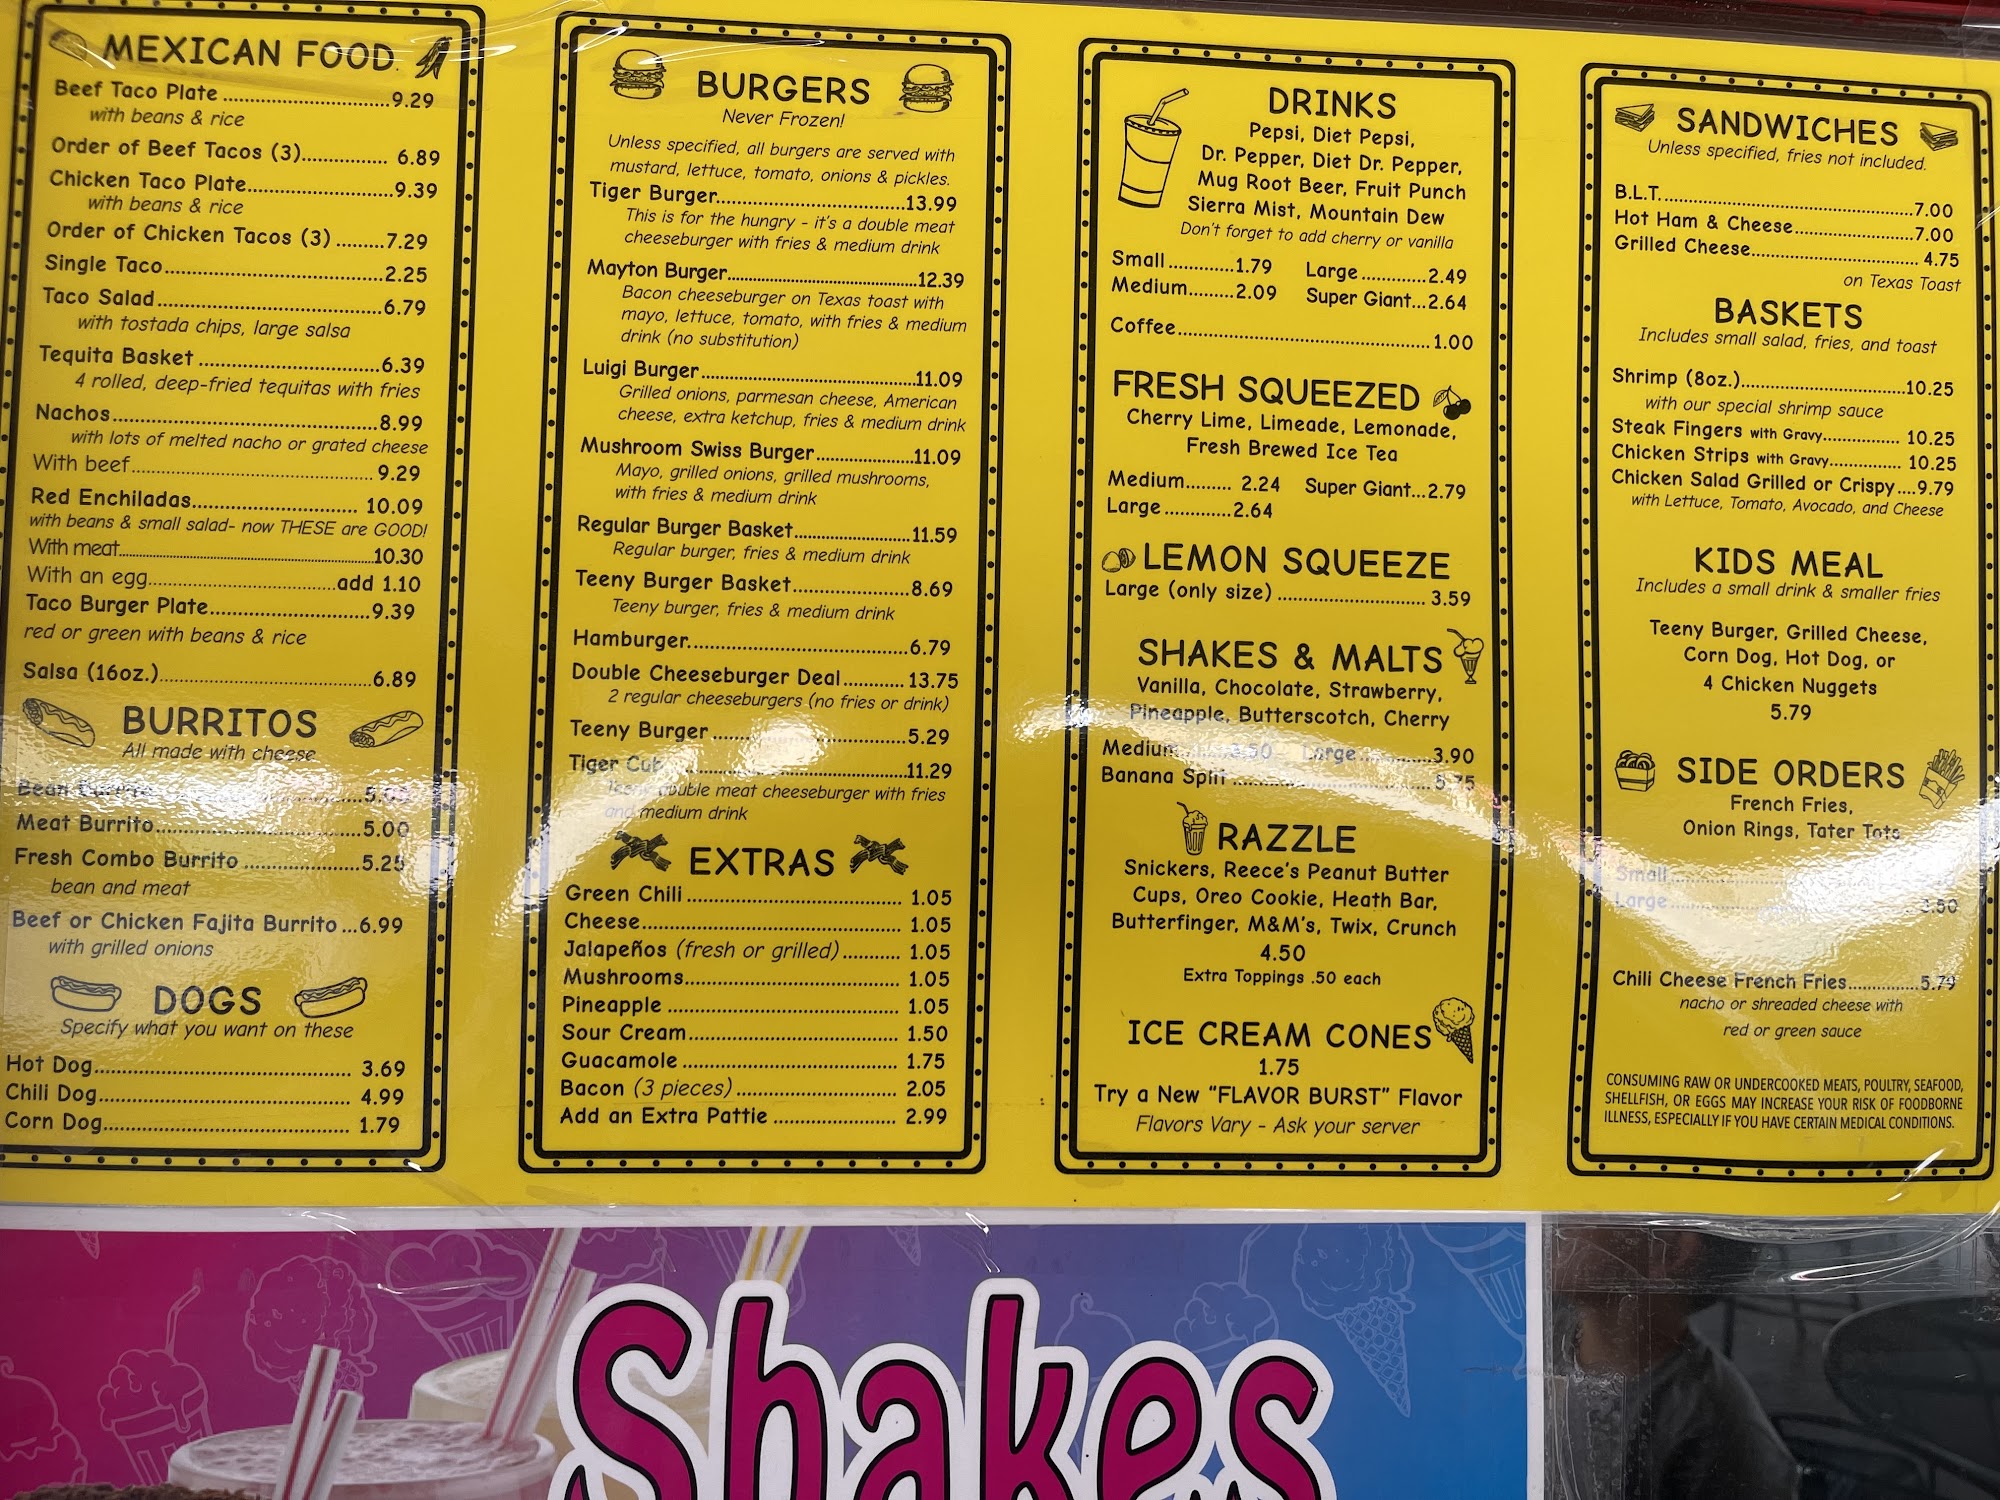 MEXICAN FOOD
Beef Taco Plate ........ 9.29
with beans & rice
Order of Beef Tacos (3) ........ 6.89
Chicken Taco Plate ........ 9.39
with beans & rice
Order of Chicken Tacos (3) ........ 7.29
Single Taco ........ 2.25
Taco Salad ........ 6.79
with tostada chips, large salsa
Tequita Basket ........ 6.39
4 rolled, deep-fried tequitas with fries
Nachos ........ 8.99
with lots of melted nacho or grated cheese
With beef ........ 9.29
Red Enchiladas ........ 10.09
with beans & small salad- now THESE are GOOD!
With meat ........ 10.30
With an egg ........ add 1.10
Taco Burger Plate ........ 9.39
red or green with beans & rice
Salsa (16oz.) ........ 6.89
BURRITOS
All made with cheese
Bean ........
Meat Burrito ........ 5.00
Fresh Combo Burrito ........ 5.25
bean and meat
Beef or Chicken Fajita Burrito ... 6.99
with grilled onions
DOGS
Specify what you want on these
Hot Dog ........ 3.69
Chili Dog ........ 4.99
Corn Dog ........ 1.79
BURGERS
Never Frozen!
Unless specified, all burgers are served with
mustard, lettuce, tomato, onions & pickles.
Tiger Burger ........ 13.99
This is for the hungry - it's a double meat
cheeseburger with fries & medium drink
Mayton Burger ........ 12.39
Bacon cheeseburger on Texas toast with
mayo, lettuce, tomato, with fries & medium
drink (no substitution)
Luigi Burger ........ 11.09
Grilled onions, parmesan cheese, American
cheese, extra ketchup, fries & medium drink
Mushroom Swiss Burger ........ 11.09
Mayo, grilled onions, grilled mushrooms,
with fries & medium drink
Regular Burger Basket ........ 11.59
Regular burger, fries & medium drink
Teeny Burger Basket ........ 8.69
Teeny burger, fries & medium drink
Hamburger ........ 6.79
Double Cheeseburger Deal ........ 13.75
2 regular cheeseburgers (no fries or drink)
Teeny Burger ........ 5.29
Tiger Cub ........ 11.29
Teeny double meat cheeseburger with fries
and medium drink
EXTRAS
Green Chili ........ 1.05
Cheese ........ 1.05
Jalapeños (fresh or grilled) ........ 1.05
Mushrooms ........ 1.05
Pineapple ........ 1.05
Sour Cream ........ 1.50
Guacamole ........ 1.75
Bacon (3 pieces) ........ 2.05
Add an Extra Pattie ........ 2.99
DRINKS
Pepsi, Diet Pepsi,
Dr. Pepper, Diet Dr. Pepper,
Mug Root Beer, Fruit Punch
Sierra Mist, Mountain Dew
Don't forget to add cherry or vanilla
Small ........ 1.79 Large ........ 2.49
Medium ........ 2.09 Super Giant ... 2.64
Coffee ........ 1.00
FRESH SQUEEZED
Cherry Lime, Limeade, Lemonade,
Fresh Brewed Ice Tea
Medium ........ 2.24 Super Giant ... 2.79
Large ........ 2.64
LEMON SQUEEZE
Large (only size) ........ 3.59
SHAKES & MALTS
Vanilla, Chocolate, Strawberry,
Pineapple, Butterscotch, Cherry
Medium ........ Large ........ 3.90
Banana Split ........ 5.75
RAZZLE
Snickers, Reece's Peanut Butter
Cups, Oreo Cookie, Heath Bar,
Butterfinger, M&M's, Twix, Crunch
4.50
Extra Toppings .50 each
ICE CREAM CONES
1.75
Try a New "FLAVOR BURST" Flavor
Flavors Vary - Ask your server
SANDWICHES
Unless specified, fries not included.
B.L.T. ........ 7.00
Hot Ham & Cheese ........ 7.00
Grilled Cheese ........ 4.75
on Texas Toast
BASKETS
Includes small salad, fries, and toast
Shrimp (8oz.) ........ 10.25
with our special shrimp sauce
Steak Fingers with Gravy ........ 10.25
Chicken Strips with Gravy ........ 10.25
Chicken Salad Grilled or Crispy .... 9.79
with Lettuce, Tomato, Avocado, and Cheese
KIDS MEAL
Includes a small drink & smaller fries
Teeny Burger, Grilled Cheese,
Corn Dog, Hot Dog, or
4 Chicken Nuggets
5.79
SIDE ORDERS
French Fries,
Onion Rings, Tater Tots
Small ........
Large ........
Chili Cheese French Fries ........ 5.79
nacho or shreaded cheese with
red or green sauce
CONSUMING RAW OR UNDERCOOKED MEATS, POULTRY, SEAFOOD,
SHELLFISH, OR EGGS MAY INCREASE YOUR RISK OF FOODBORNE
ILLNESS, ESPECIALLY IF YOU HAVE CERTAIN MEDICAL CONDITIONS.
Shakes